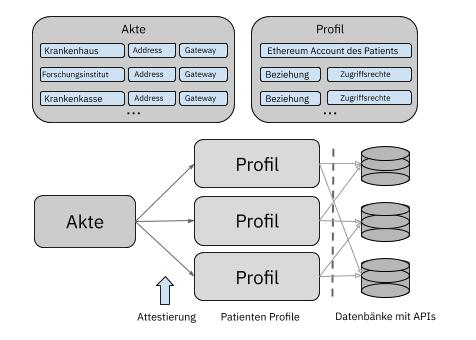 Akte
Krankenhaus Address Gateway
Forschungsinstitut Address Gateway
Krankenkasse Address Gateway
...
Profil
Ethereum Account des Patients
Beziehung Zugriffsrechte
Beziehung Zugriffsrechte
...
Akte
Profil
Profil
Profil
Attestierung
Patienten Profile
Datenbänke mit APIs